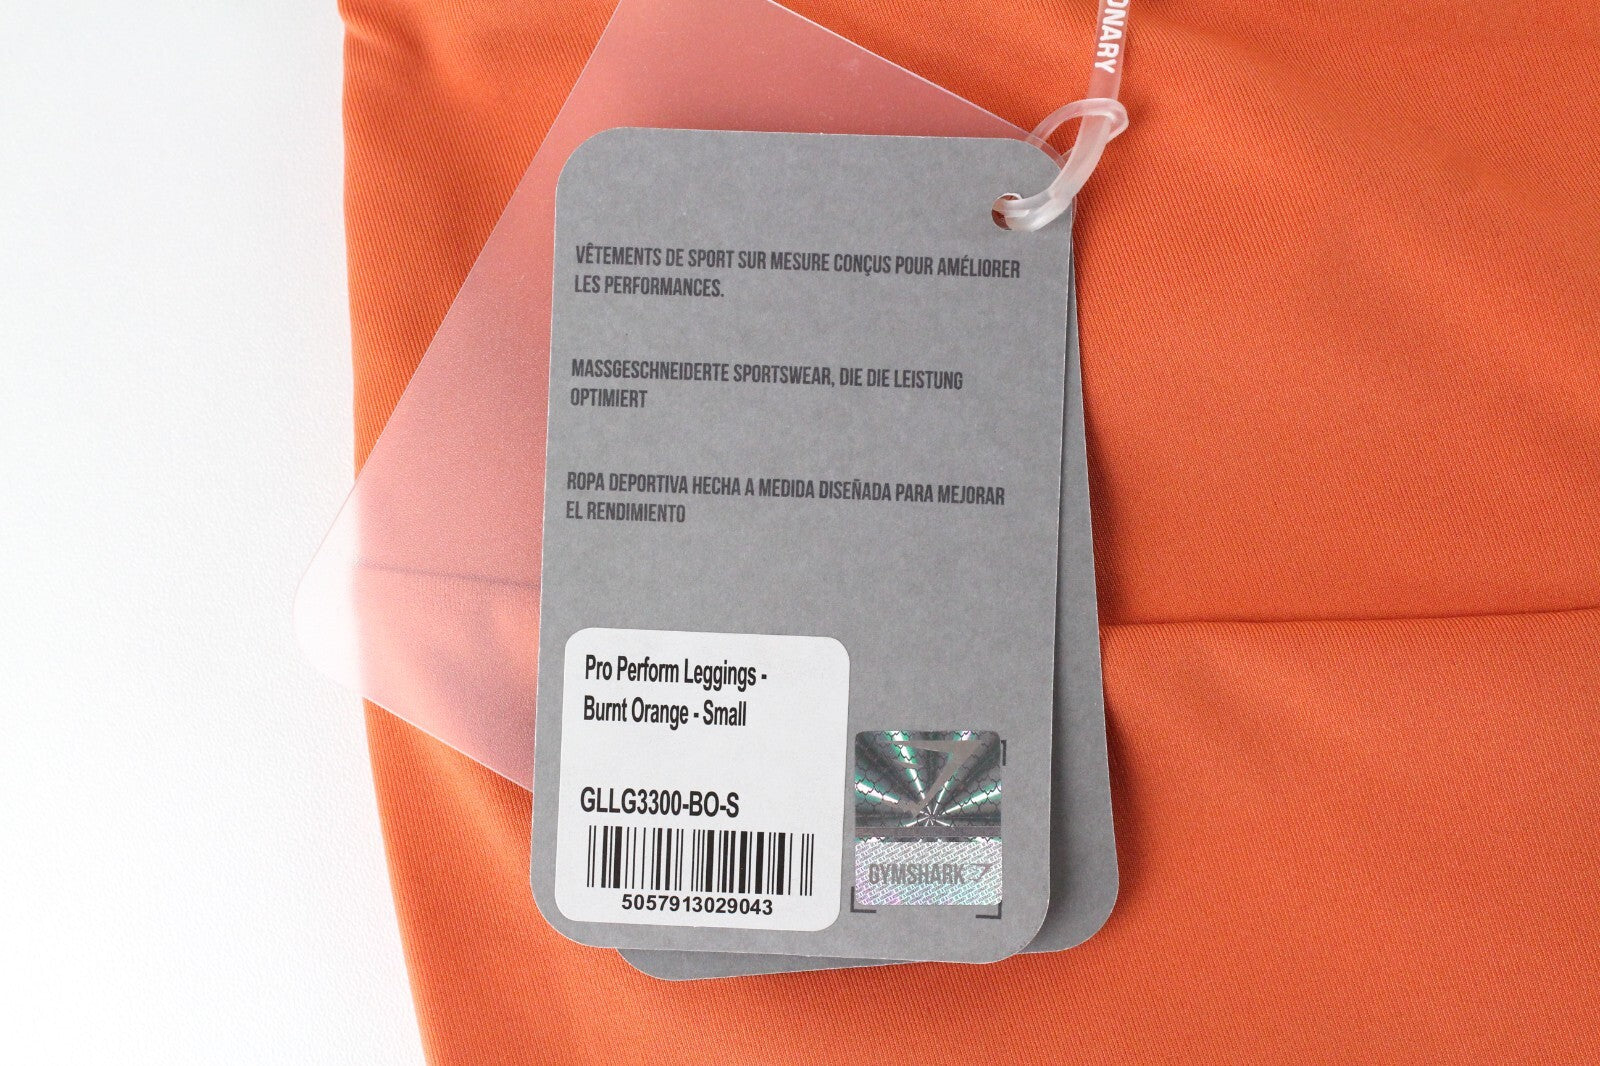 ONARY
VÊTEMENTS DE SPORT SUR MESURE CONÇUS POUR AMÉLIORER
LES PERFORMANCES.
MASSGESCHNEIDERTE SPORTSWEAR, DIE DIE LEISTUNG
OPTIMIERT
ROPA DEPORTIVA HECHA A MEDIDA DISEÑADA PARA MEJORAR
EL RENDIMIENTO
Pro Perform Leggings -
Burnt Orange - Small
GLLG3300-BO-S
5057913029043
GYMSHARK